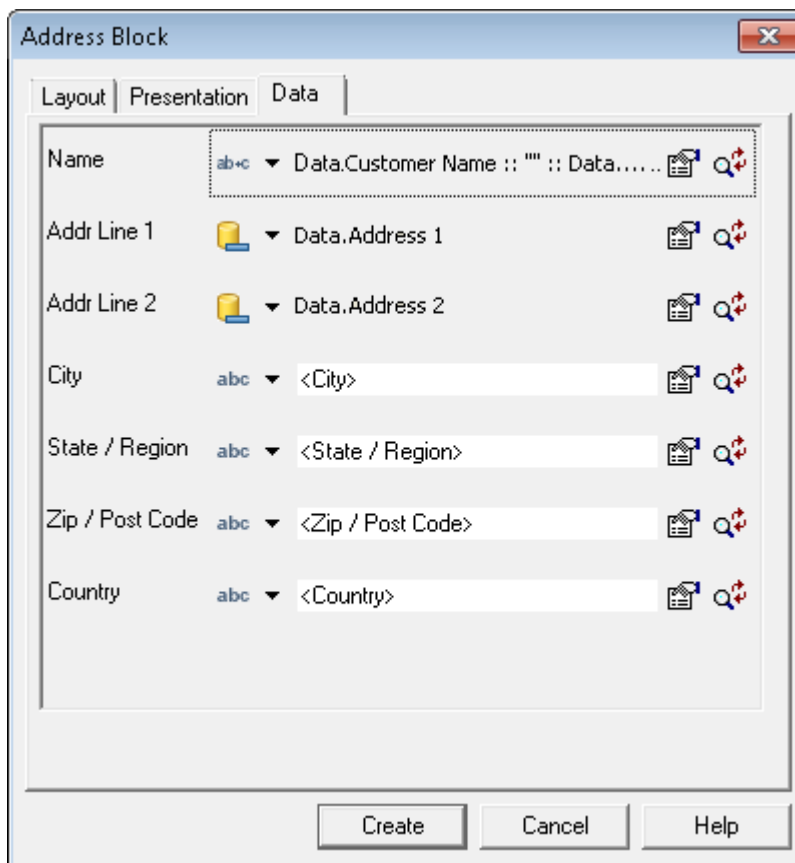 Address Block
Layout Presentation Data
Name ab+c Data.Customer Name :: "" :: Data.... ..
Addr Line 1 Data.Address 1
Addr Line 2 Data.Address 2
City abc <City>
State / Region abc <State / Region>
Zip / Post Code abc <Zip / Post Code>
Country abc <Country>
Create Cancel Help